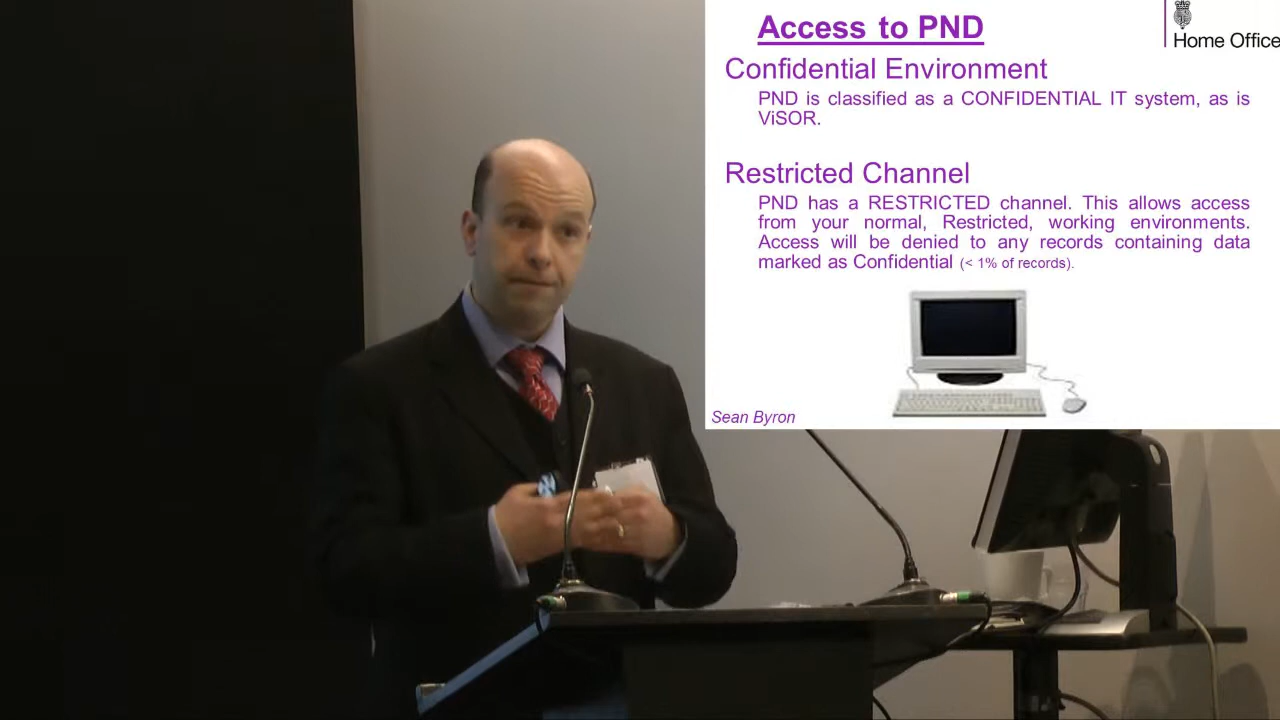 Access to PND
Home Office
Confidential Environment
PND is classified as a CONFIDENTIAL IT system, as is
ViSOR.
Restricted Channel
PND has a RESTRICTED channel. This allows access
from your normal, Restricted, working environments.
Access will be denied to any records containing data
marked as Confidential (< 1% of records).
Sean Byron